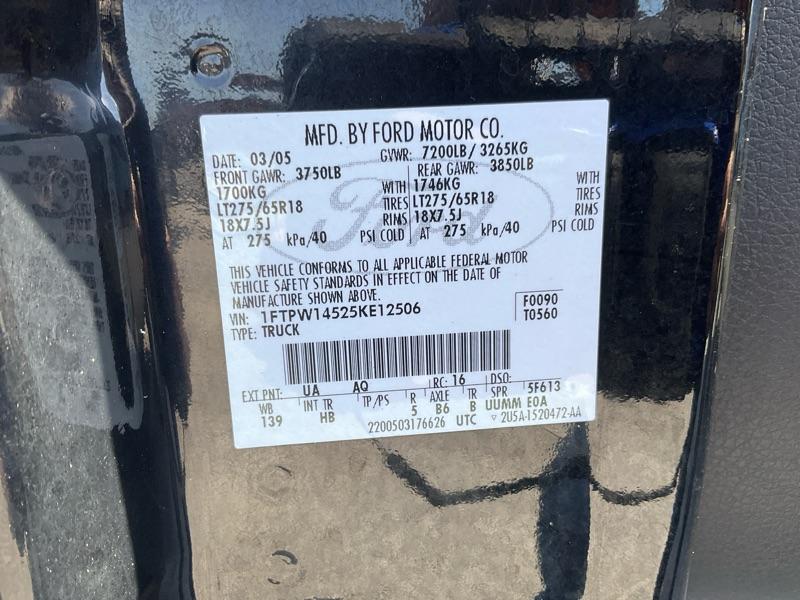 MFD. BY FORD MOTOR CO.
DATE: 03/05 GVWR: 7200LB/ 3265KG
FRONT GAWR: 3750LB REAR GAWR: 3850LB
1700KG WITH 1746KG WITH
LT275/65R18 TIRES LT275/65R18 TIRES
18X7.5J RIMS 18X7.5J RIMS
AT 275 kPa/40 PSI COLD AT 275 kPa/40 PSI COLD
Ford
THIS VEHICLE CONFORMS TO ALL APPLICABLE FEDERAL MOTOR
VEHICLE SAFETY STANDARDS IN EFFECT ON THE DATE OF
MANUFACTURE SHOWN ABOVE.
VIN: 1FTPW14525KE12506 F0090
TYPE: TRUCK T0560
EXT PNT: UA AQ RC: 16 DSO:
WB INT TR TP/PS R AXLE TR SPR 5F613
139 HB 5 B6 B UUMM E0A
2200503176626 UTC 2U5A-1520472-AA